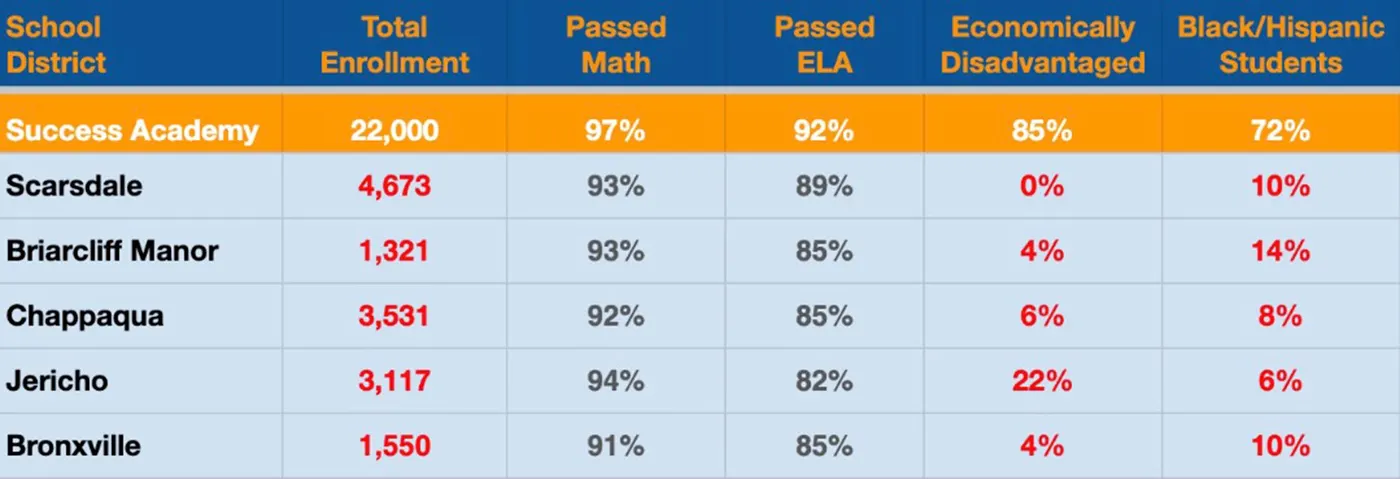 School District Total Enrollment Passed Math Passed ELA Economically Disadvantaged Black/Hispanic Students
Success Academy 22,000 97% 92% 85% 72%
Scarsdale 4,673 93% 89% 0% 10%
Briarcliff Manor 1,321 93% 85% 4% 14%
Chappaqua 3,531 92% 85% 6% 8%
Jericho 3,117 94% 82% 22% 6%
Bronxville 1,550 91% 85% 4% 10%